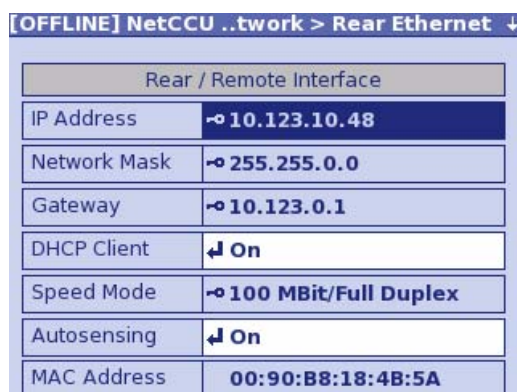 [OFFLINE] NetCCU ..twork > Rear Ethernet ↓
Rear / Remote Interface
IP Address 10.123.10.48
Network Mask 255.255.0.0
Gateway 10.123.0.1
DHCP Client On
Speed Mode 100 MBit/Full Duplex
Autosensing On
MAC Address 00:90:B8:18:4B:5A